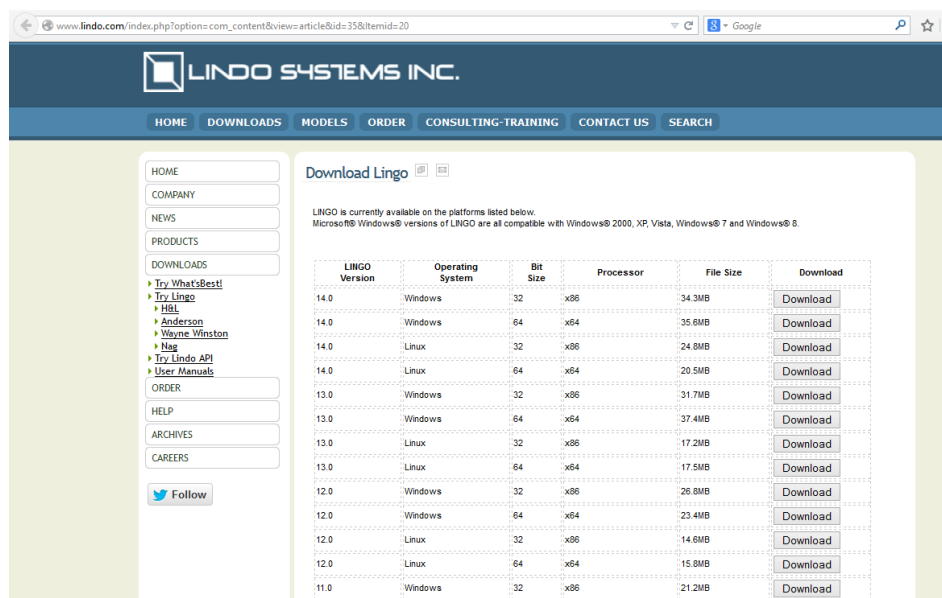 www.lindo.com/index.php?option=com_content&view=article&id=35&Itemid=20
8 Google
LINDO SYSTEMS INC.
HOME DOWNLOADS MODELS ORDER CONSULTING-TRAINING CONTACT US SEARCH
HOME
COMPANY
NEWS
PRODUCTS
DOWNLOADS
Try What'sBest!
Try Lingo
H&L
Anderson
Wayne Winston
Nag
Try Lindo API
User Manuals
ORDER
HELP
ARCHIVES
CAREERS
Follow
Download Lingo
LINGO is currently available on the platforms listed below.
Microsoft® Windows® versions of LINGO are all compatible with Windows® 2000, XP, Vista, Windows® 7 and Windows® 8.
LINGO Version Operating System Bit Size Processor File Size Download
14.0 Windows 32 x86 34.3MB Download
14.0 Windows 64 x64 35.6MB Download
14.0 Linux 32 x86 24.8MB Download
14.0 Linux 64 x64 20.5MB Download
13.0 Windows 32 x86 31.7MB Download
13.0 Windows 64 x64 37.4MB Download
13.0 Linux 32 x86 17.2MB Download
13.0 Linux 64 x64 17.5MB Download
12.0 Windows 32 x86 26.8MB Download
12.0 Windows 64 x64 23.4MB Download
12.0 Linux 32 x86 14.6MB Download
12.0 Linux 64 x64 15.8MB Download
11.0 Windows 32 x86 21.2MB Download